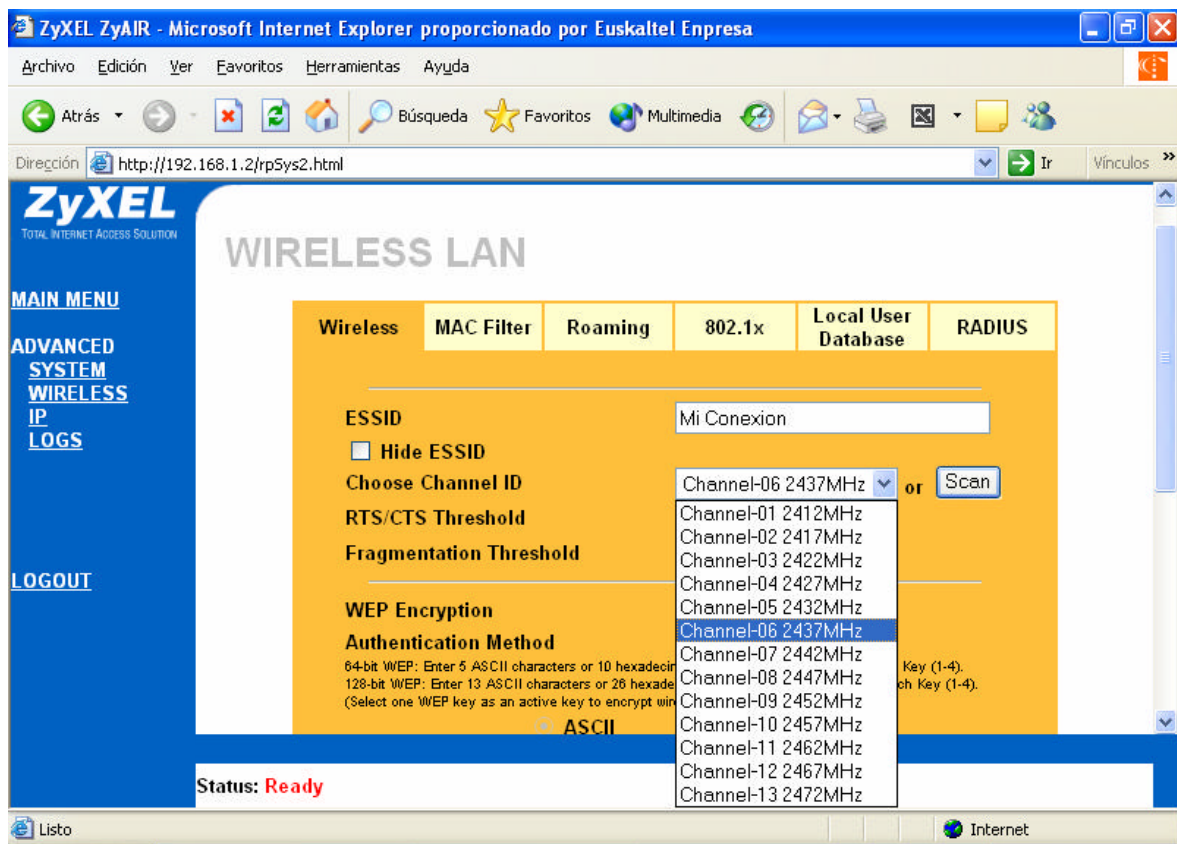 ZyXEL ZyAIR - Microsoft Internet Explorer proporcionado por Euskaltel Enpresa
Archivo Edición Ver Favoritos Herramientas Ayuda
Atrás Búsqueda Favoritos Multimedia
Dirección http://192.168.1.2/rpSys2.html Ir Vínculos »
ZyXEL
TOTAL INTERNET ACCESS SOLUTION
WIRELESS LAN
MAIN MENU
ADVANCED
SYSTEM
WIRELESS
IP
LOGS
LOGOUT
Wireless MAC Filter Roaming 802.1x Local User Database RADIUS
ESSID Mi Conexion
Hide ESSID
Choose Channel ID Channel-06 2437MHz or Scan
RTS/CTS Threshold
Fragmentation Threshold
Channel-01 2412MHz
Channel-02 2417MHz
Channel-03 2422MHz
Channel-04 2427MHz
Channel-05 2432MHz
Channel-06 2437MHz
Channel-07 2442MHz
Channel-08 2447MHz
Channel-09 2452MHz
Channel-10 2457MHz
Channel-11 2462MHz
Channel-12 2467MHz
Channel-13 2472MHz
WEP Encryption
Authentication Method
64-bit WEP: Enter 5 ASCII characters or 10 Key (1-4).
128-bit WEP: Enter 13 ASCII characters or 26 Key (1-4).
(Select one WEP key as an active key to encrypt
ASCII
Status: Ready
Listo Internet